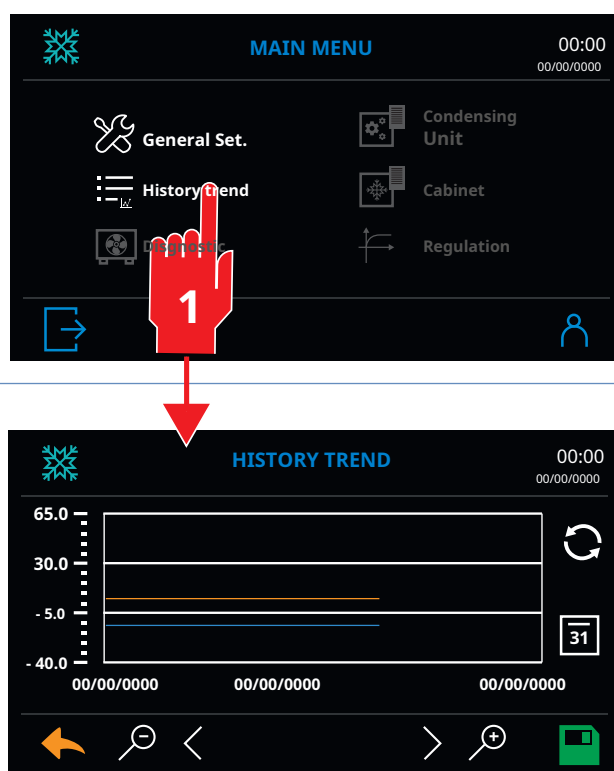 MAIN MENU
00:00
00/00/0000
General Set.
Condensing
Unit
History trend
Cabinet
Disgnostic
Regulation
1
HISTORY TREND
00:00
00/00/0000
65.0
30.0
- 5.0
- 40.0
31
00/00/0000 00/00/0000 00/00/0000